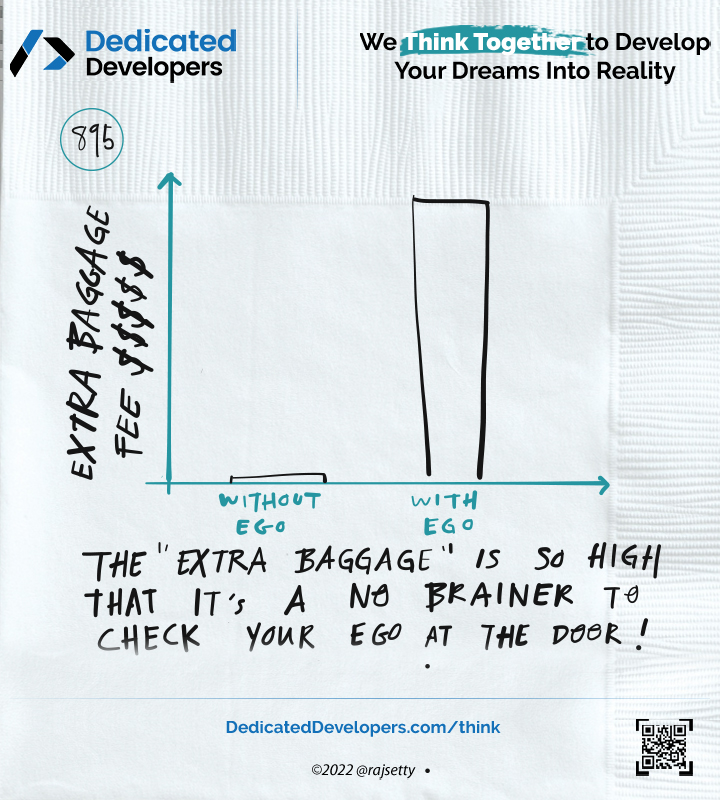 Dedicated
Developers
We Think Together to Develop
Your Dreams Into Reality
895
EXTRA BAGGAGE
FEE $$$$$
WITHOUT
EGO
WITH
EGO
THE "EXTRA BAGGAGE" IS SO HIGH
THAT IT'S A NO BRAINER TO
CHECK YOUR EGO AT THE DOOR!
DedicatedDevelopers.com/think
©2022 @rajsetty